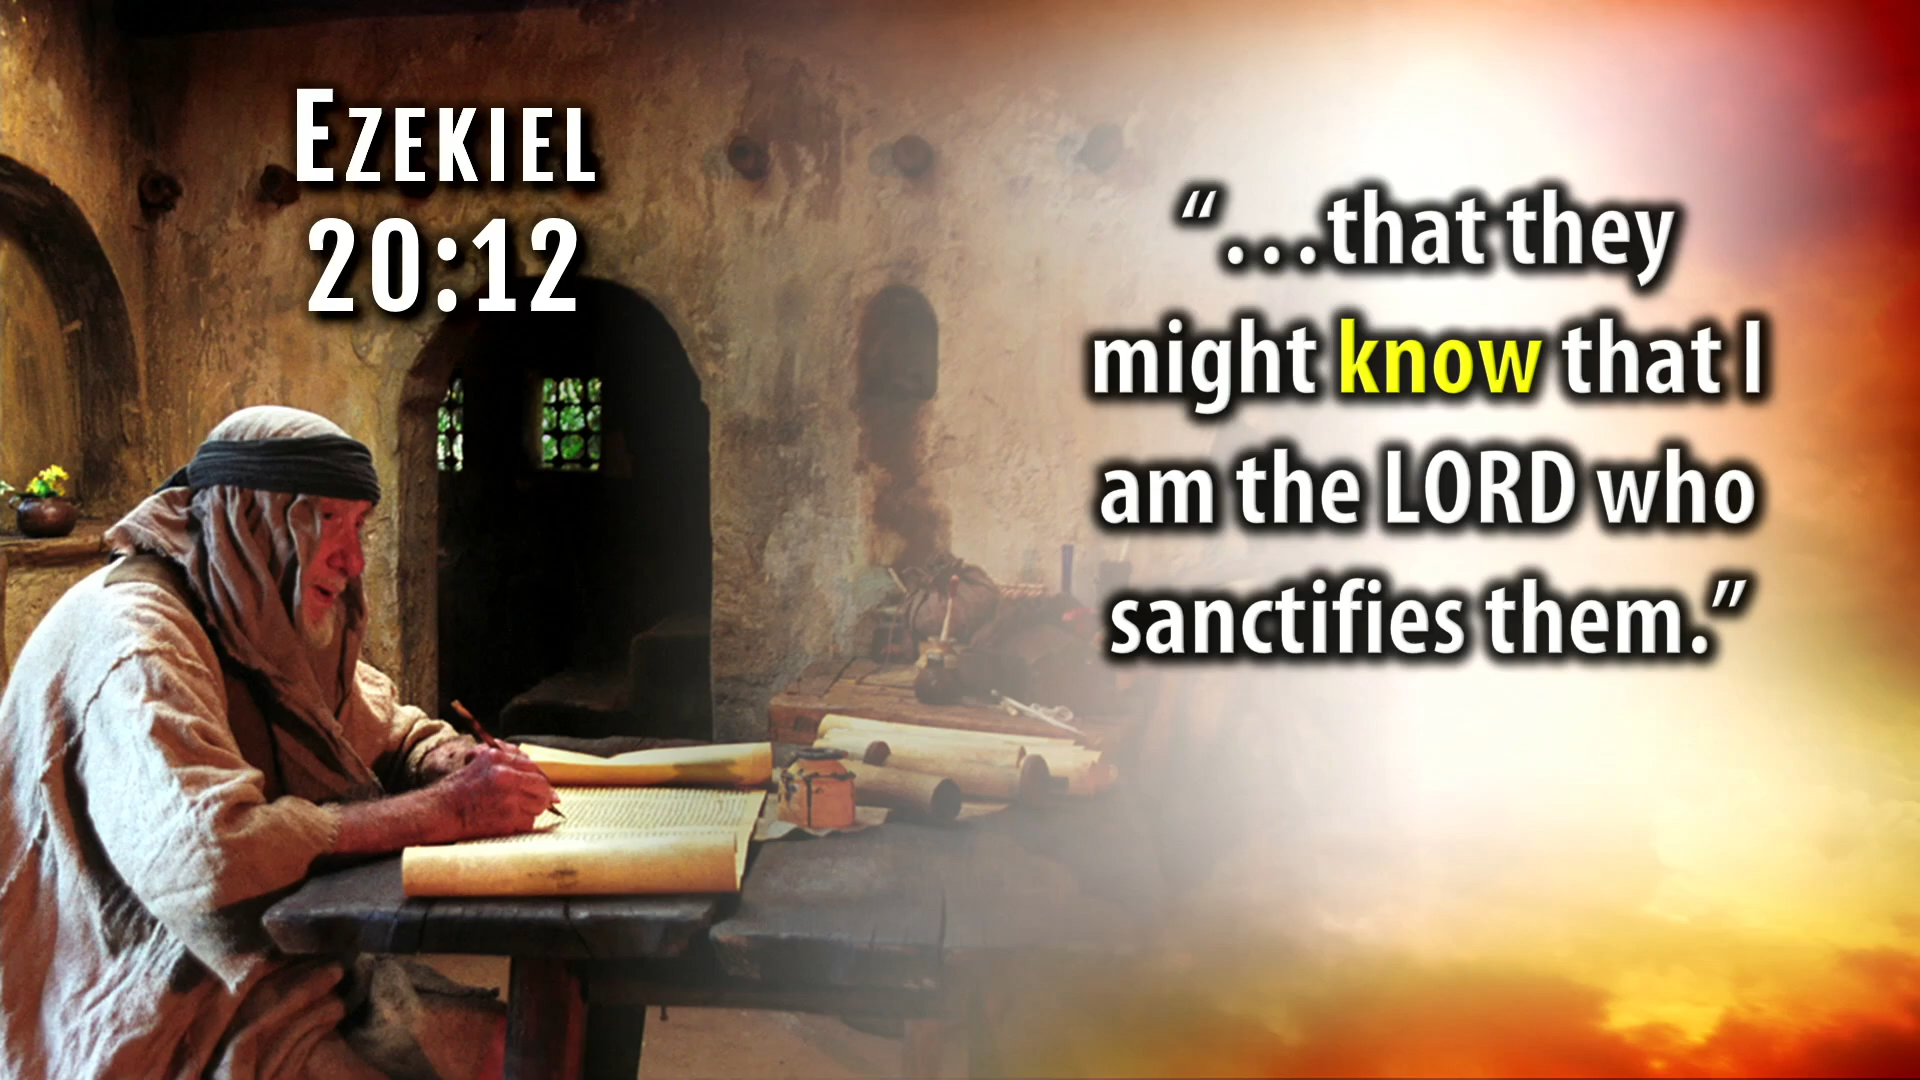 EZEKIEL
20:12
“…that they
might know that I
am the LORD who
sanctifies them.”